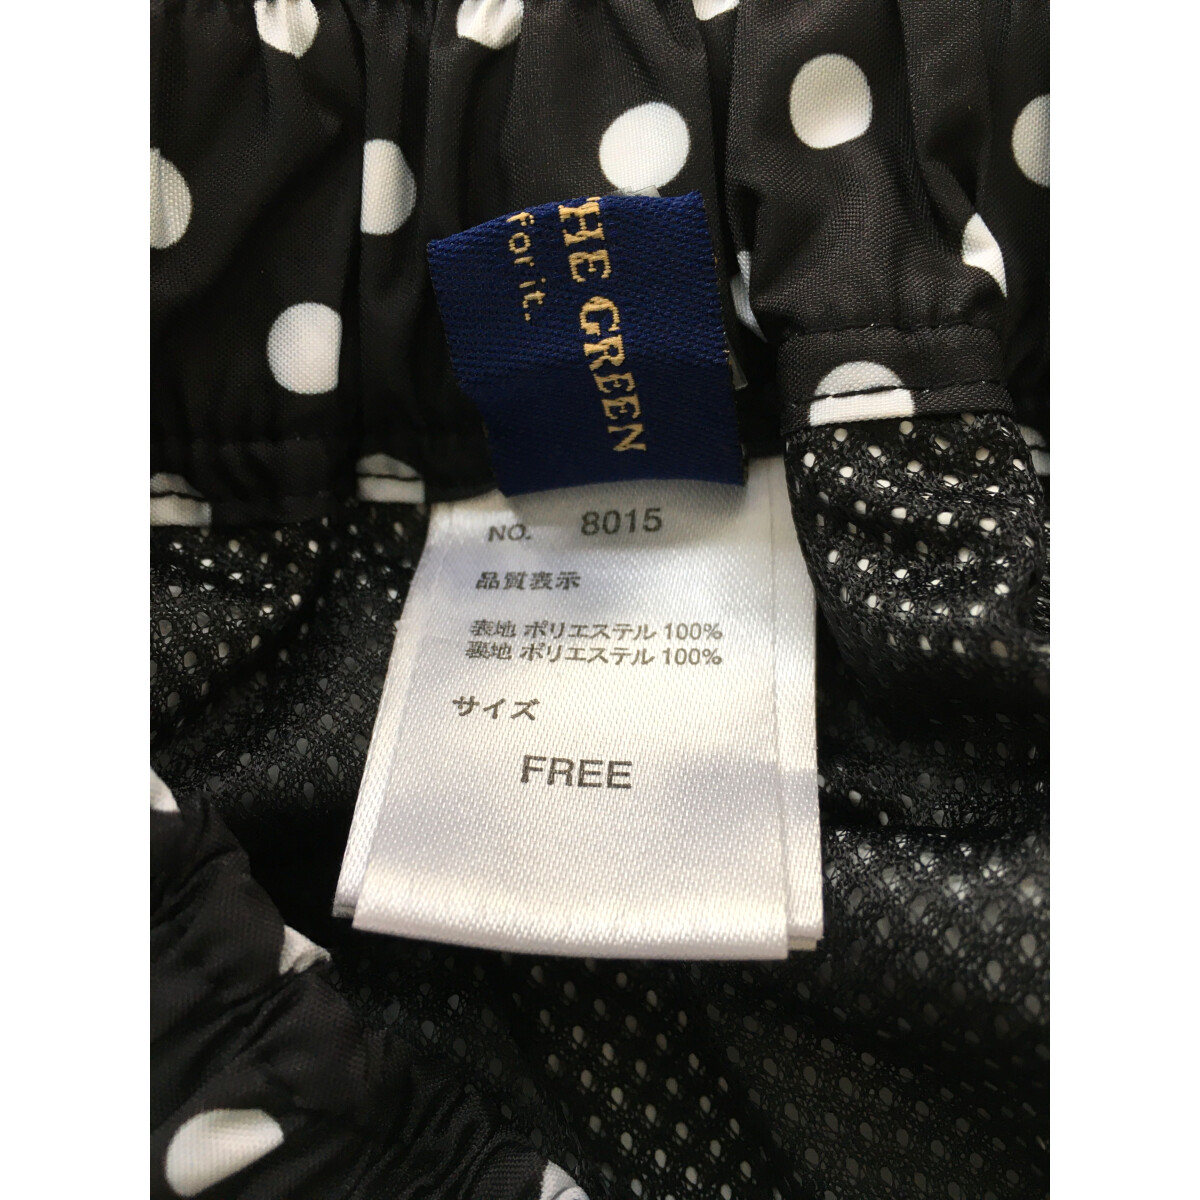 HE GREEN
for it.
NO. 8015
品質表示
表地 ポリエステル 100%
裏地 ポリエステル 100%
サイズ
FREE